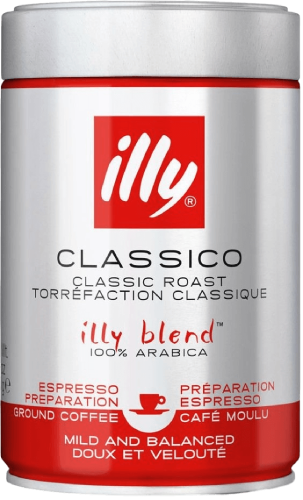 illy®
CLASSICO
CLASSIC ROAST
TORRÉFACTION CLASSIQUE
illy blend™
100% ARABICA
ESPRESSO
PREPARATION
GROUND COFFEE
PRÉPARATION
ESPRESSO
CAFÉ MOULU
MILD AND BALANCED
DOUX ET VELOUTÉ